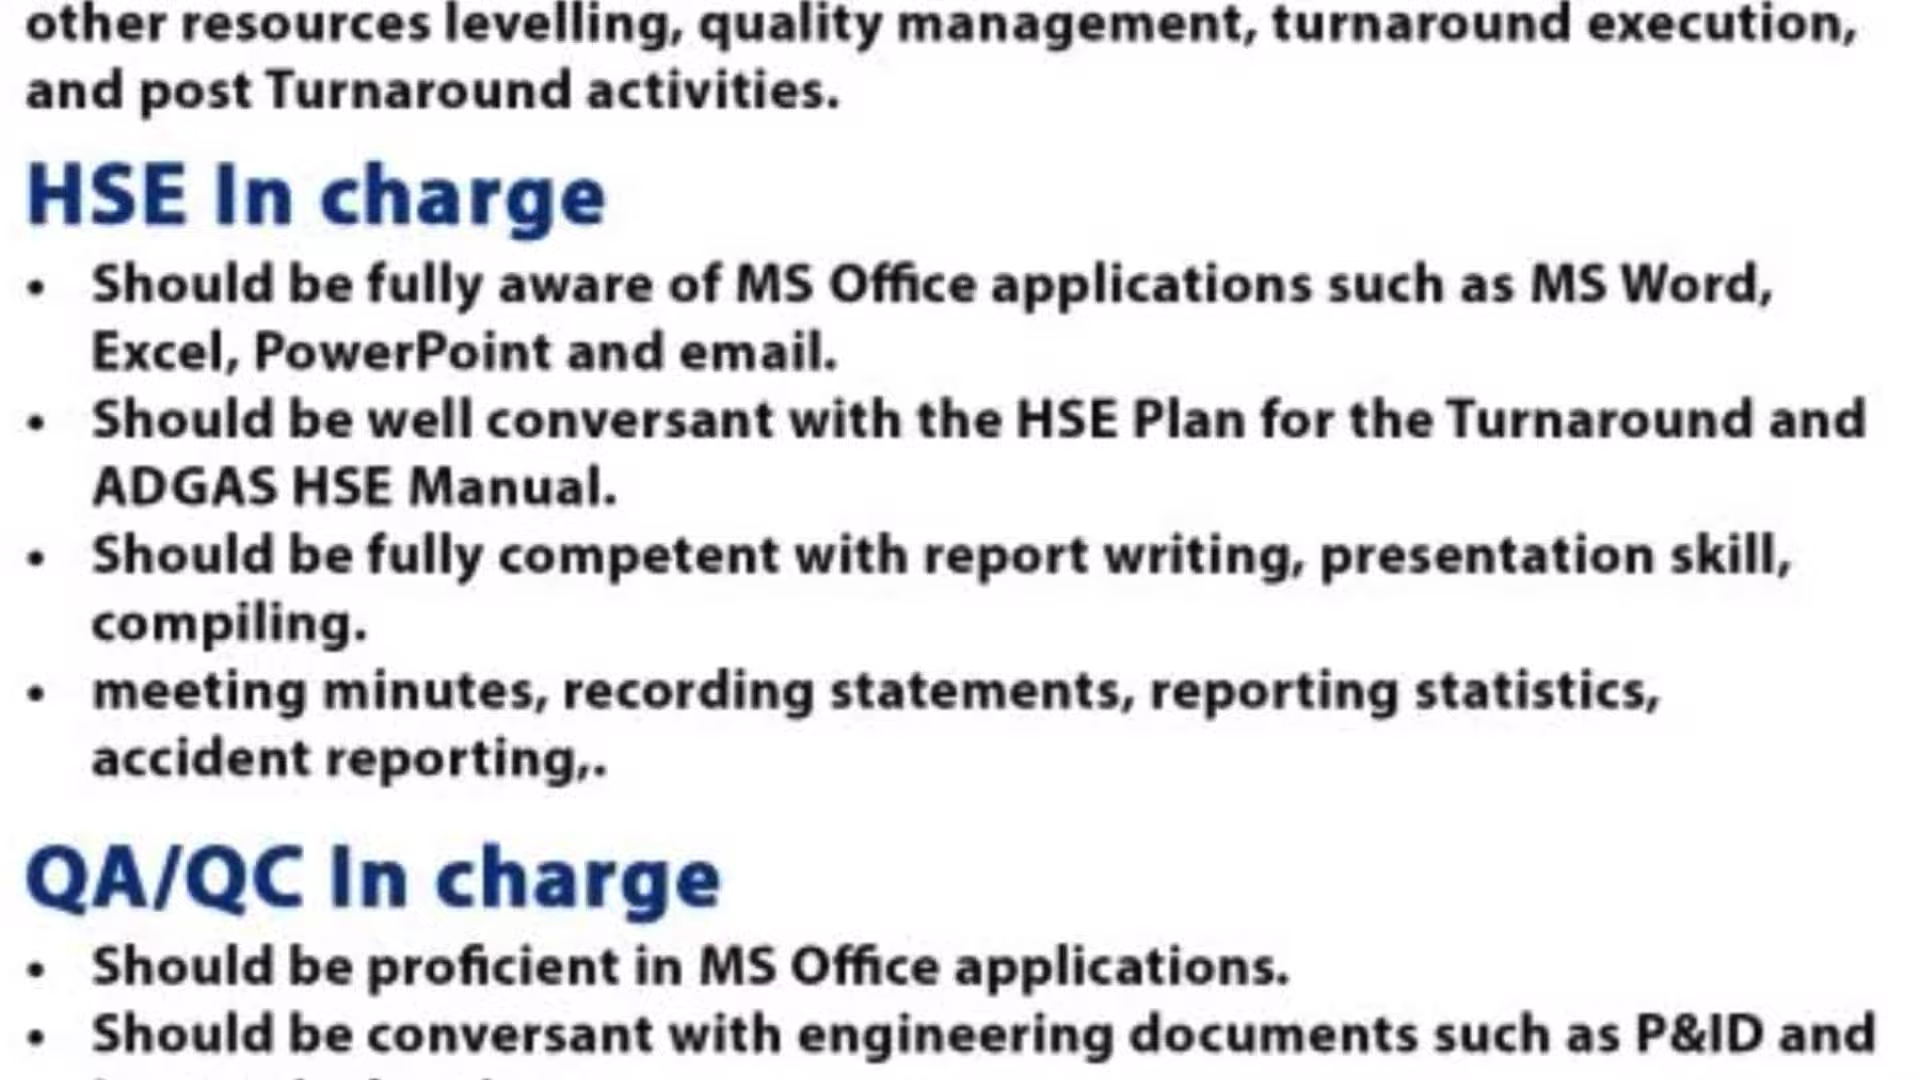 other resources levelling, quality management, turnaround execution,
and post Turnaround activities.
HSE In charge
• Should be fully aware of MS Office applications such as MS Word,
Excel, PowerPoint and email.
• Should be well conversant with the HSE Plan for the Turnaround and
ADGAS HSE Manual.
• Should be fully competent with report writing, presentation skill,
compiling.
• meeting minutes, recording statements, reporting statistics,
accident reporting,.
QA/QC In charge
• Should be proficient in MS Office applications.
• Should be conversant with engineering documents such as P&ID and